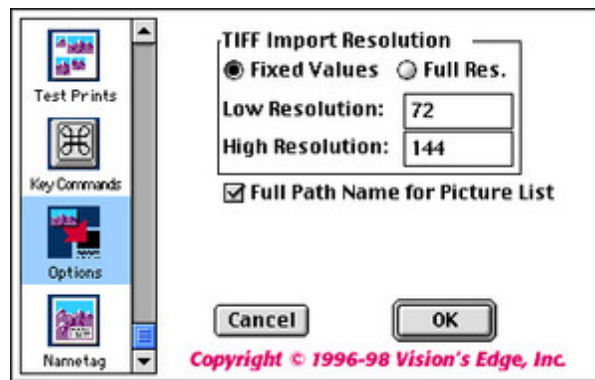 Test Prints
Key Commands
Options
Nametag
TIFF Import Resolution
Fixed Values
Full Res.
Low Resolution: 72
High Resolution: 144
Full Path Name for Picture List
Cancel
OK
Copyright © 1996-98 Vision's Edge, Inc.